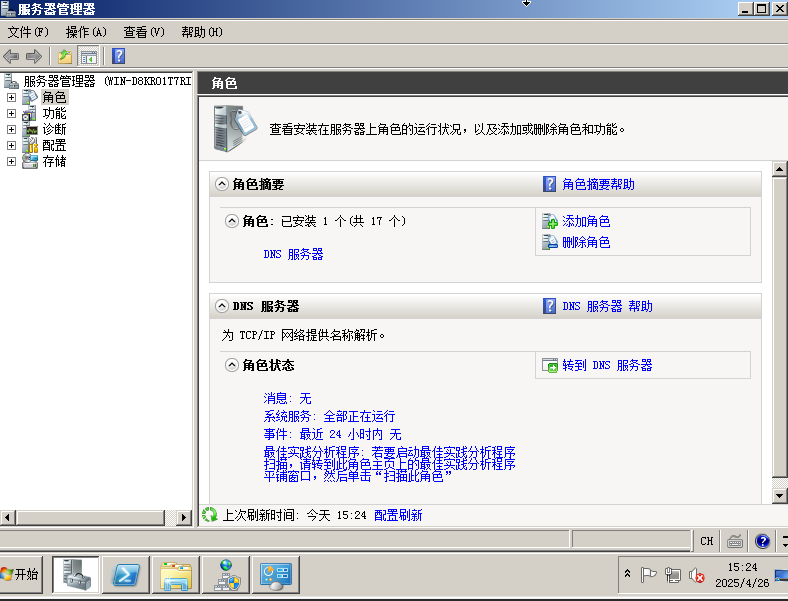 服务器管理器
文件(F) 操作(A) 查看(V) 帮助(H)
服务器管理器 (WIN-D8KRO1T7RI
角色
功能
诊断
配置
存储
角色
查看安装在服务器上角色的运行状况，以及添加或删除角色和功能。
角色摘要
角色摘要帮助
角色: 已安装 1 个(共 17 个)
添加角色
删除角色
DNS 服务器
DNS 服务器
DNS 服务器 帮助
为 TCP/IP 网络提供名称解析。
角色状态
转到 DNS 服务器
消息: 无
系统服务: 全部正在运行
事件: 最近 24 小时内 无
最佳实践分析程序: 若要启动最佳实践分析程序
扫描，请转到此角色主页上的最佳实践分析程序
平铺窗口，然后单击“扫描此角色”
上次刷新时间: 今天 15:24 配置刷新
CH
开始
15:24
2025/4/26